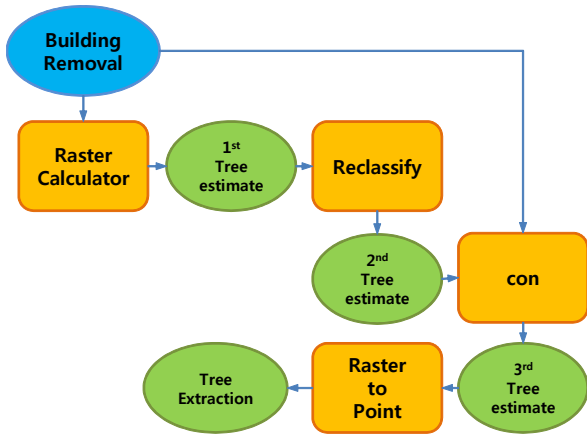 Building
Removal
Raster
Calculator
1st
Tree
estimate
Reclassify
2nd
Tree
estimate
con
3rd
Tree
estimate
Raster
to
Point
Tree
Extraction